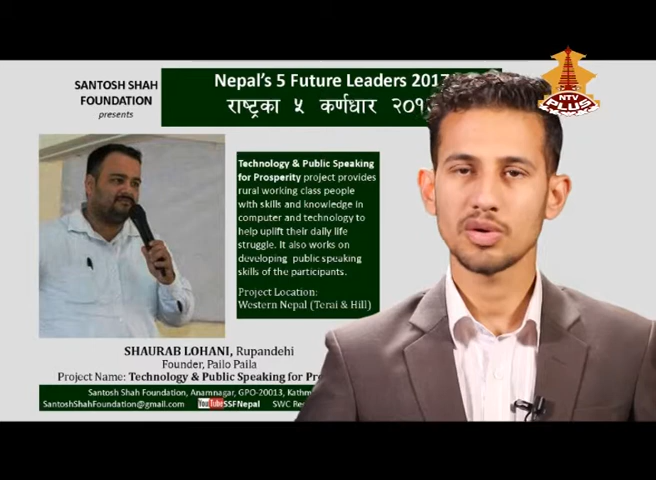 SANTOSH SHAH
FOUNDATION
presents
Nepal's 5 Future Leaders 2017
राष्ट्रका ५ कर्णधार
NTV
PLUS
Technology & Public Speaking
for Prosperity project provides
rural working class people
with skills and knowledge in
computer and technology to
help uplift their daily life
struggle. It also works on
developing public speaking
skills of the participants.
Project Location:
Western Nepal (Terai & Hill)
SHAURAB LOHANI, Rupandehi
Founder, Pailo Paila
Project Name: Technology & Public Speaking for
Santosh Shah Foundation, Anamnagar, GPO-20013,
SantoshShahFoundation@gmail.com YouTube SSFNepal SWC